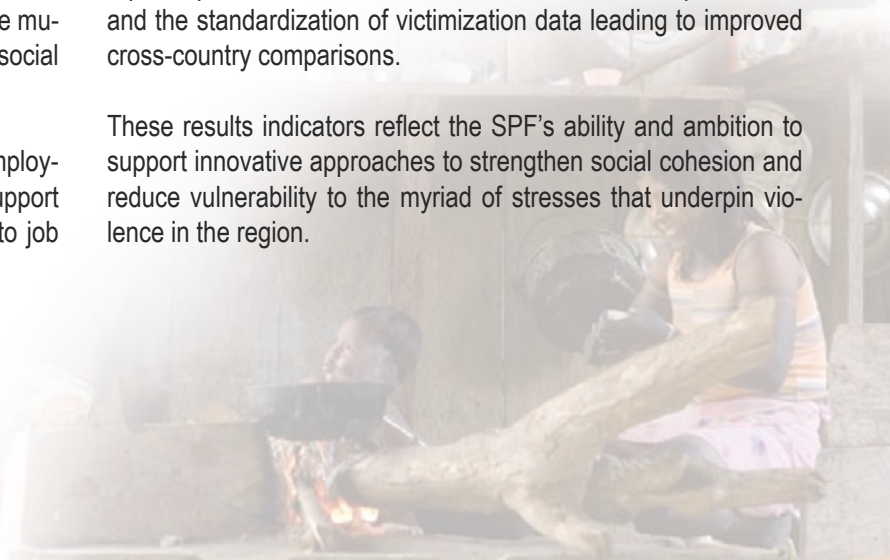 e mu-
social
mploy-
upport
to job
and the standardization of victimization data leading to improved
cross-country comparisons.
These results indicators reflect the SPF's ability and ambition to
support innovative approaches to strengthen social cohesion and
reduce vulnerability to the myriad of stresses that underpin vio-
lence in the region.